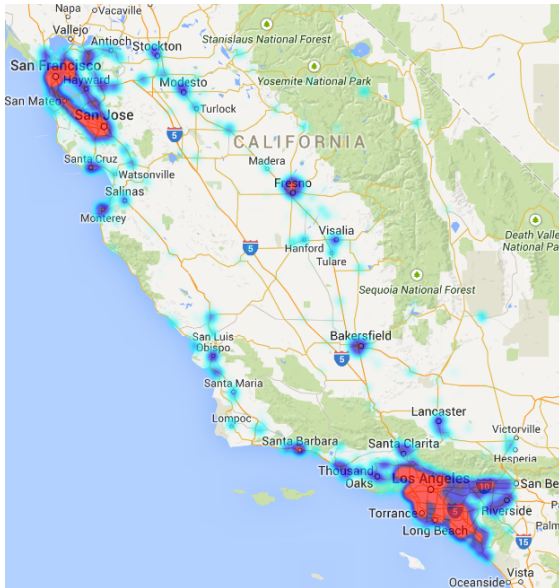 Napa
Vacaville
Vallejo
Antioch
Stockton
San Francisco
Hayward
San Mateo
San Jose
Modesto
Turlock
Stanislaus National Forest
Yosemite National Park
5
CALIFORNIA
Santa Cruz
Watsonville
Salinas
Monterey
Madera
Fresno
Visalia
Hanford
Tulare
5
Death Valley
National Park
Sequoia National Forest
San Luis
Obispo
Bakersfield
5
Santa Maria
Lompoc
Lancaster
Victorville
Hesperia
Santa Barbara
Santa Clarita
Thousand
Oaks
Los Angeles
10
San Be
Riverside
Torrance
5
Long Beach
Palm
15
Vista
Oceanside